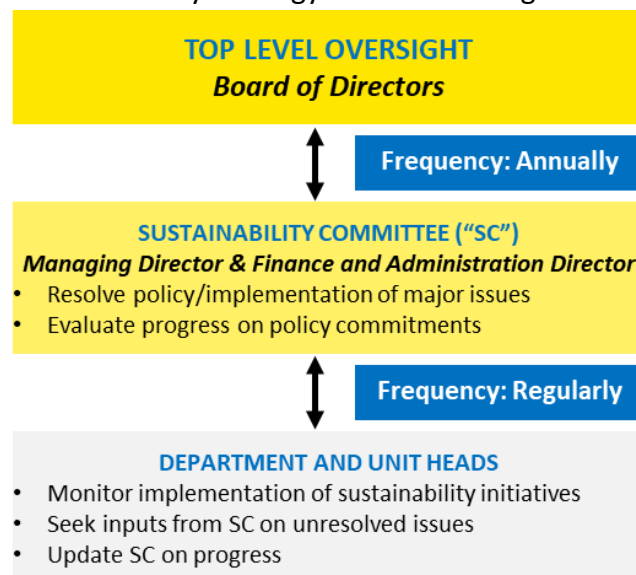 TOP LEVEL OVERSIGHT
Board of Directors
Frequency: Annually
SUSTAINABILITY COMMITTEE (“SC”)
Managing Director & Finance and Administration Director
• Resolve policy/implementation of major issues
• Evaluate progress on policy commitments
Frequency: Regularly
DEPARTMENT AND UNIT HEADS
• Monitor implementation of sustainability initiatives
• Seek inputs from SC on unresolved issues
• Update SC on progress